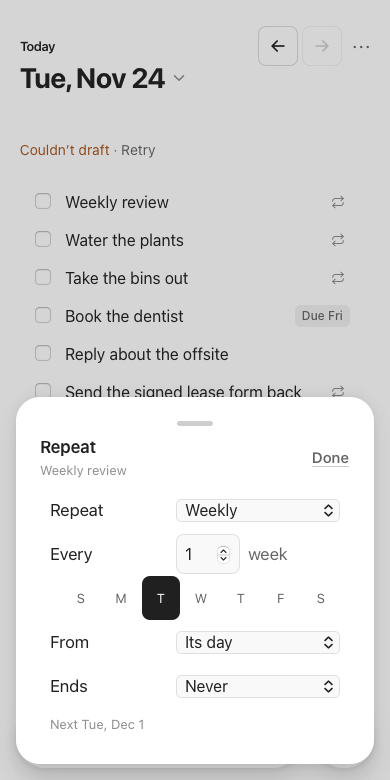 Today
Tue, Nov 24
Couldn't draft · Retry
Weekly review
Water the plants
Take the bins out
Book the dentist Due Fri
Reply about the offsite
Send the signed lease form back
Repeat
Weekly review
Done
Repeat Weekly
Every 1 week
S M T W T F S
From Its day
Ends Never
Next Tue, Dec 1